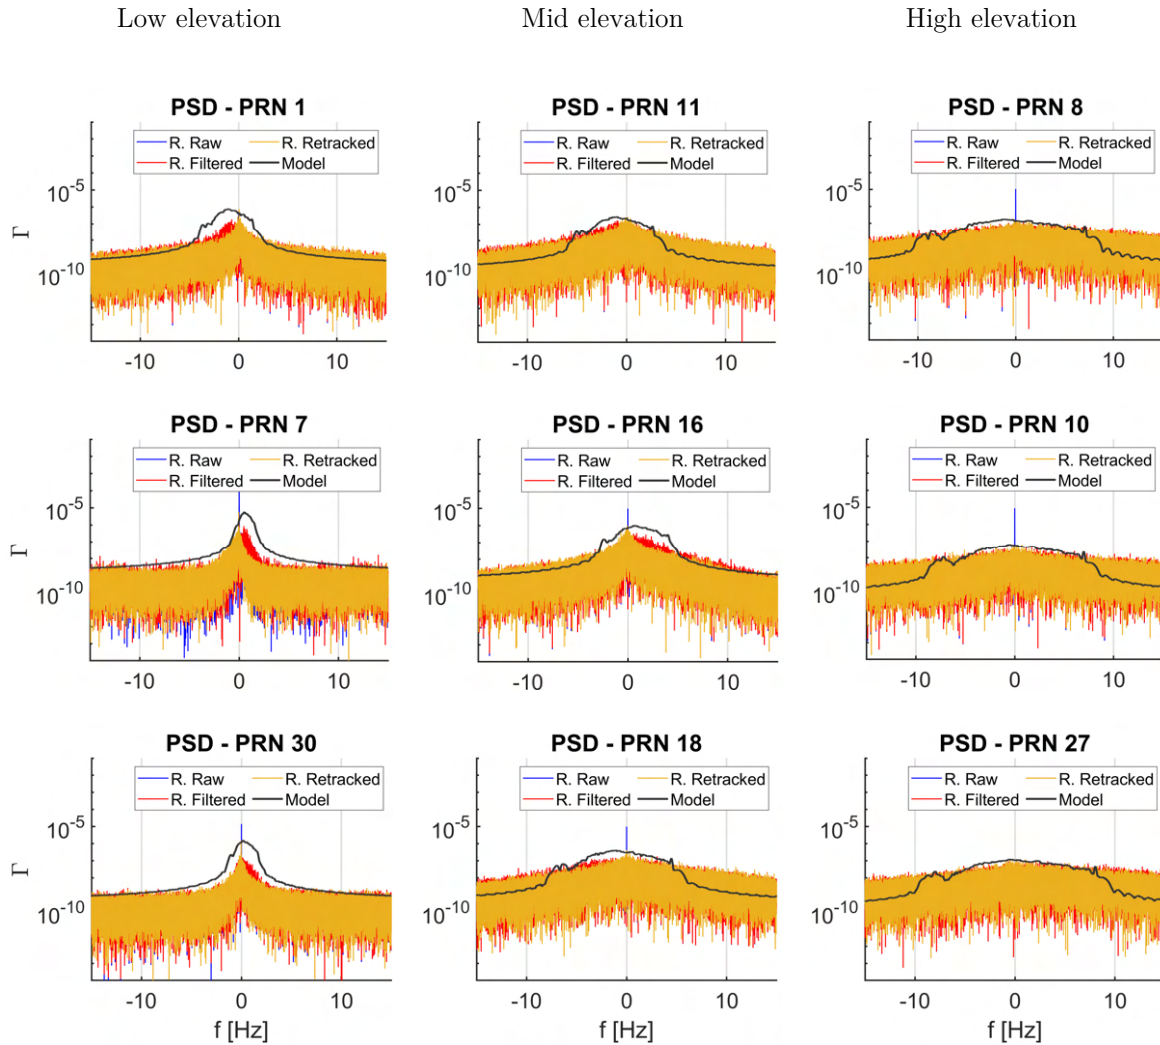 Low elevation Mid elevation High elevation
PSD - PRN 1 PSD - PRN 11 PSD - PRN 8
R. Raw R. Retracked R. Raw R. Retracked R. Raw R. Retracked
R. Filtered Model R. Filtered Model R. Filtered Model
10-5 10-5 10-5
Γ
10-10 10-10 10-10
-10 0 10 -10 0 10 -10 0 10
PSD - PRN 7 PSD - PRN 16 PSD - PRN 10
R. Raw R. Retracked R. Raw R. Retracked R. Raw R. Retracked
R. Filtered Model R. Filtered Model R. Filtered Model
10-5 10-5 10-5
Γ
10-10 10-10 10-10
-10 0 10 -10 0 10 -10 0 10
PSD - PRN 30 PSD - PRN 18 PSD - PRN 27
R. Raw R. Retracked R. Raw R. Retracked R. Raw R. Retracked
R. Filtered Model R. Filtered Model R. Filtered Model
10-5 10-5 10-5
Γ
10-10 10-10 10-10
-10 0 10 -10 0 10 -10 0 10
f [Hz] f [Hz] f [Hz]